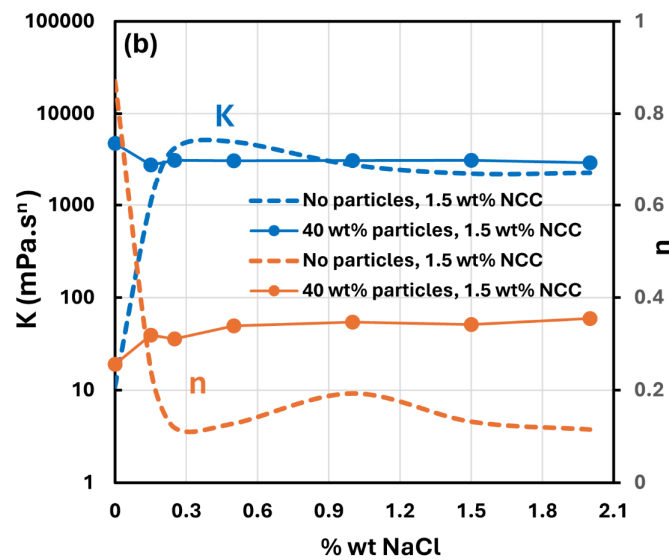 (b)
100000
10000
1000
100
10
1
K (mPa.sⁿ)
K
n
No particles, 1.5 wt% NCC
40 wt% particles, 1.5 wt% NCC
No particles, 1.5 wt% NCC
40 wt% particles, 1.5 wt% NCC
1
0.8
0.6
0.4
0.2
0
n
0 0.3 0.6 0.9 1.2 1.5 1.8 2.1
% wt NaCl